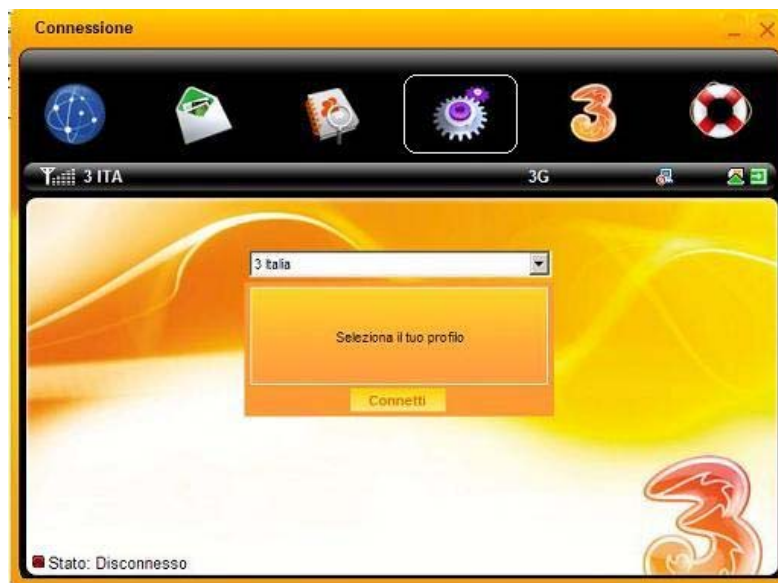 Connessione
3 ITA
3G
3 Italia
Seleziona il tuo profilo
Connetti
Stato: Disconnesso